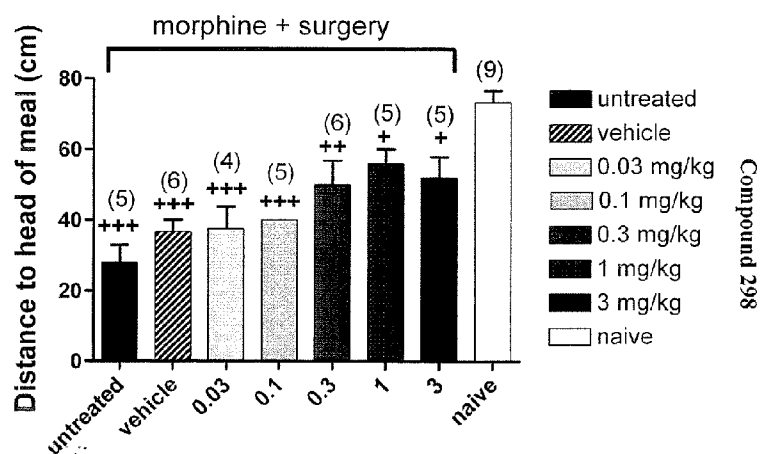 morphine + surgery
Distance to head of meal (cm)
80
60
40
20
0
(5)
+++
(6)
+++
(4)
+++
(5)
+++
(6)
++
(5)
+
(5)
+
(9)
untreated
vehicle
0.03
0.1
0.3
1
3
naive
untreated
vehicle
0.03 mg/kg
0.1 mg/kg
0.3 mg/kg
1 mg/kg
3 mg/kg
naive
Compound 298